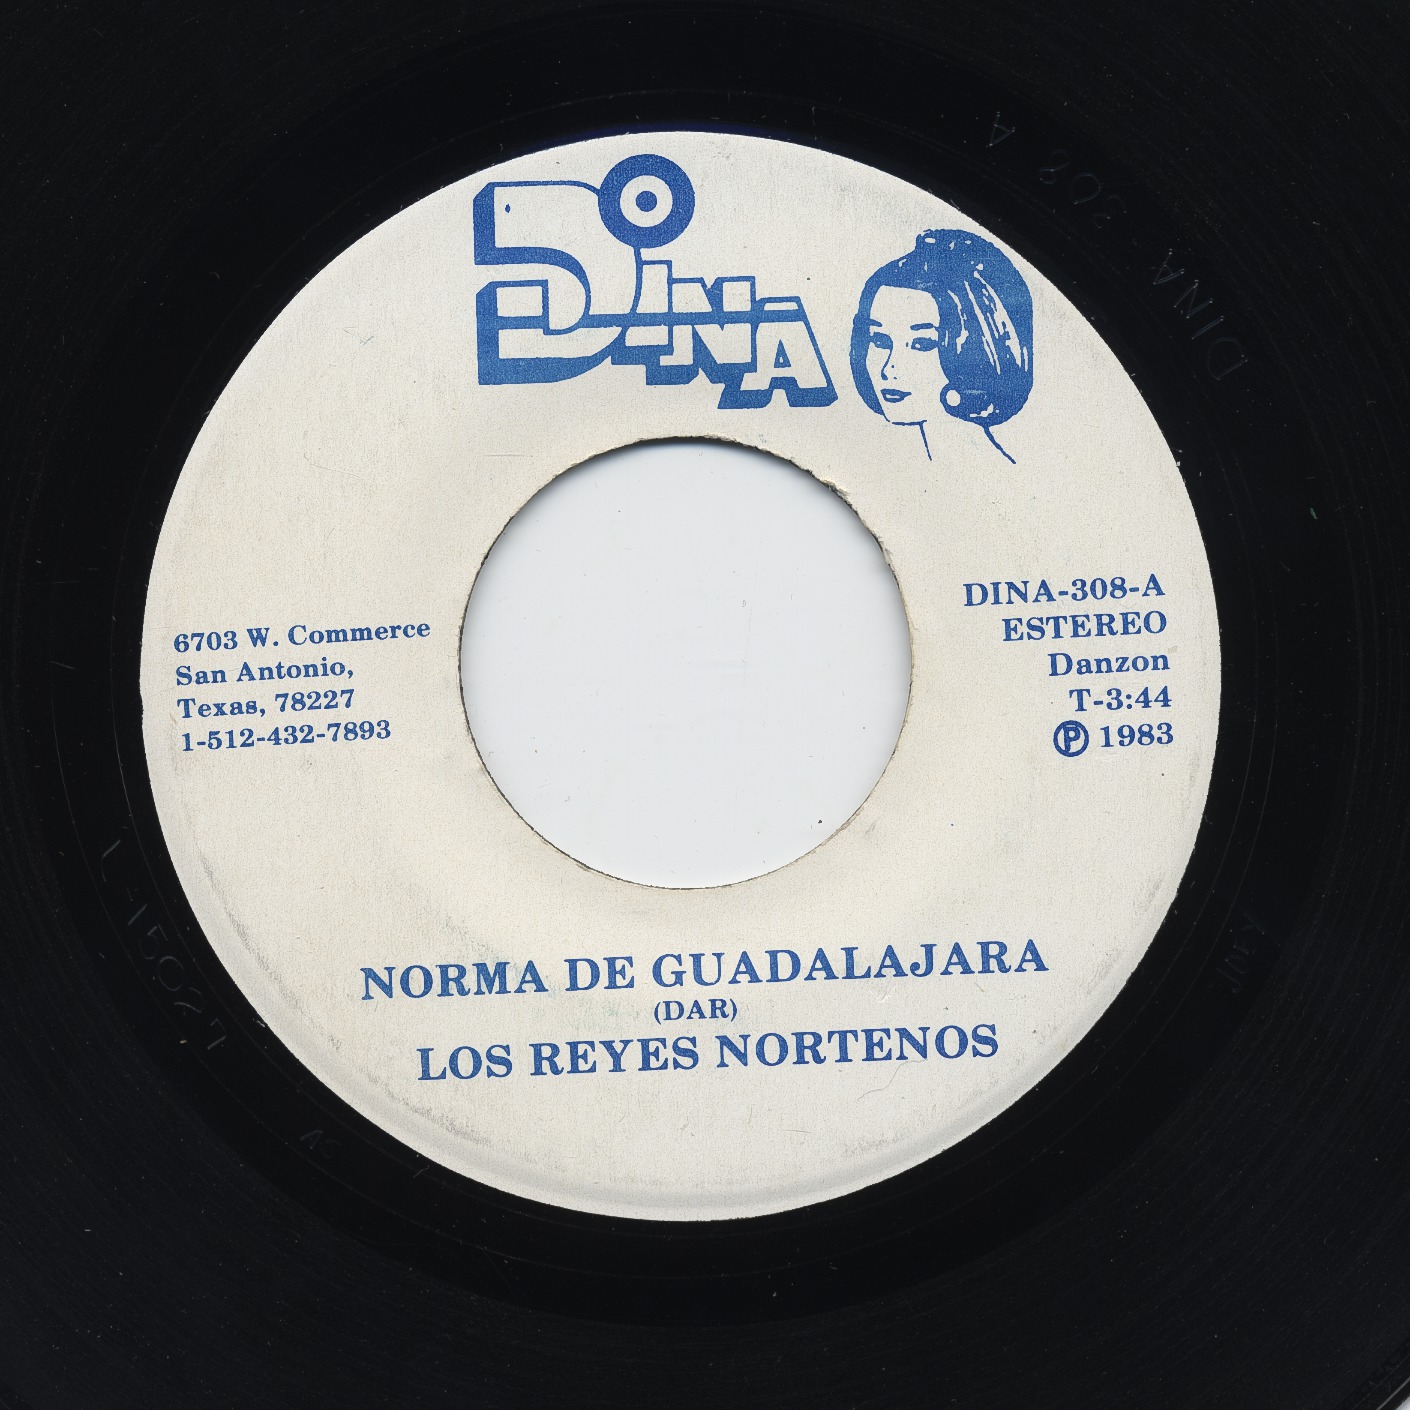 DINA
6703 W. Commerce
San Antonio,
Texas, 78227
1-512-432-7893
DINA-308-A
ESTEREO
Danzon
T-3:44
Ⓟ 1983
NORMA DE GUADALAJARA
(DAR)
LOS REYES NORTENOS
DINA-308 A